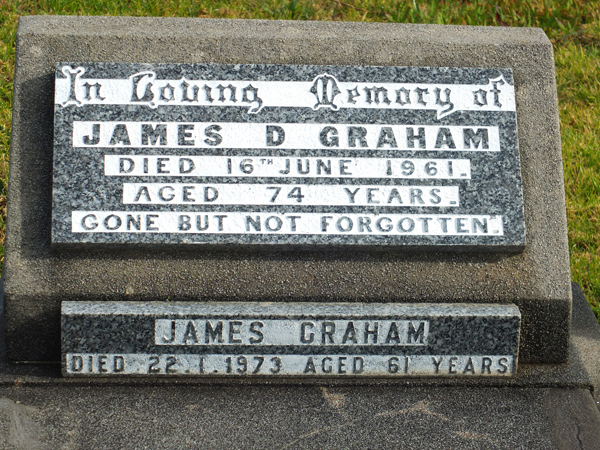 In Loving Memory of
JAMES D GRAHAM
DIED 16TH JUNE 1961.
AGED 74 YEARS.
GONE BUT NOT FORGOTTEN.
JAMES GRAHAM
DIED 22.1.1973 AGED 61 YEARS